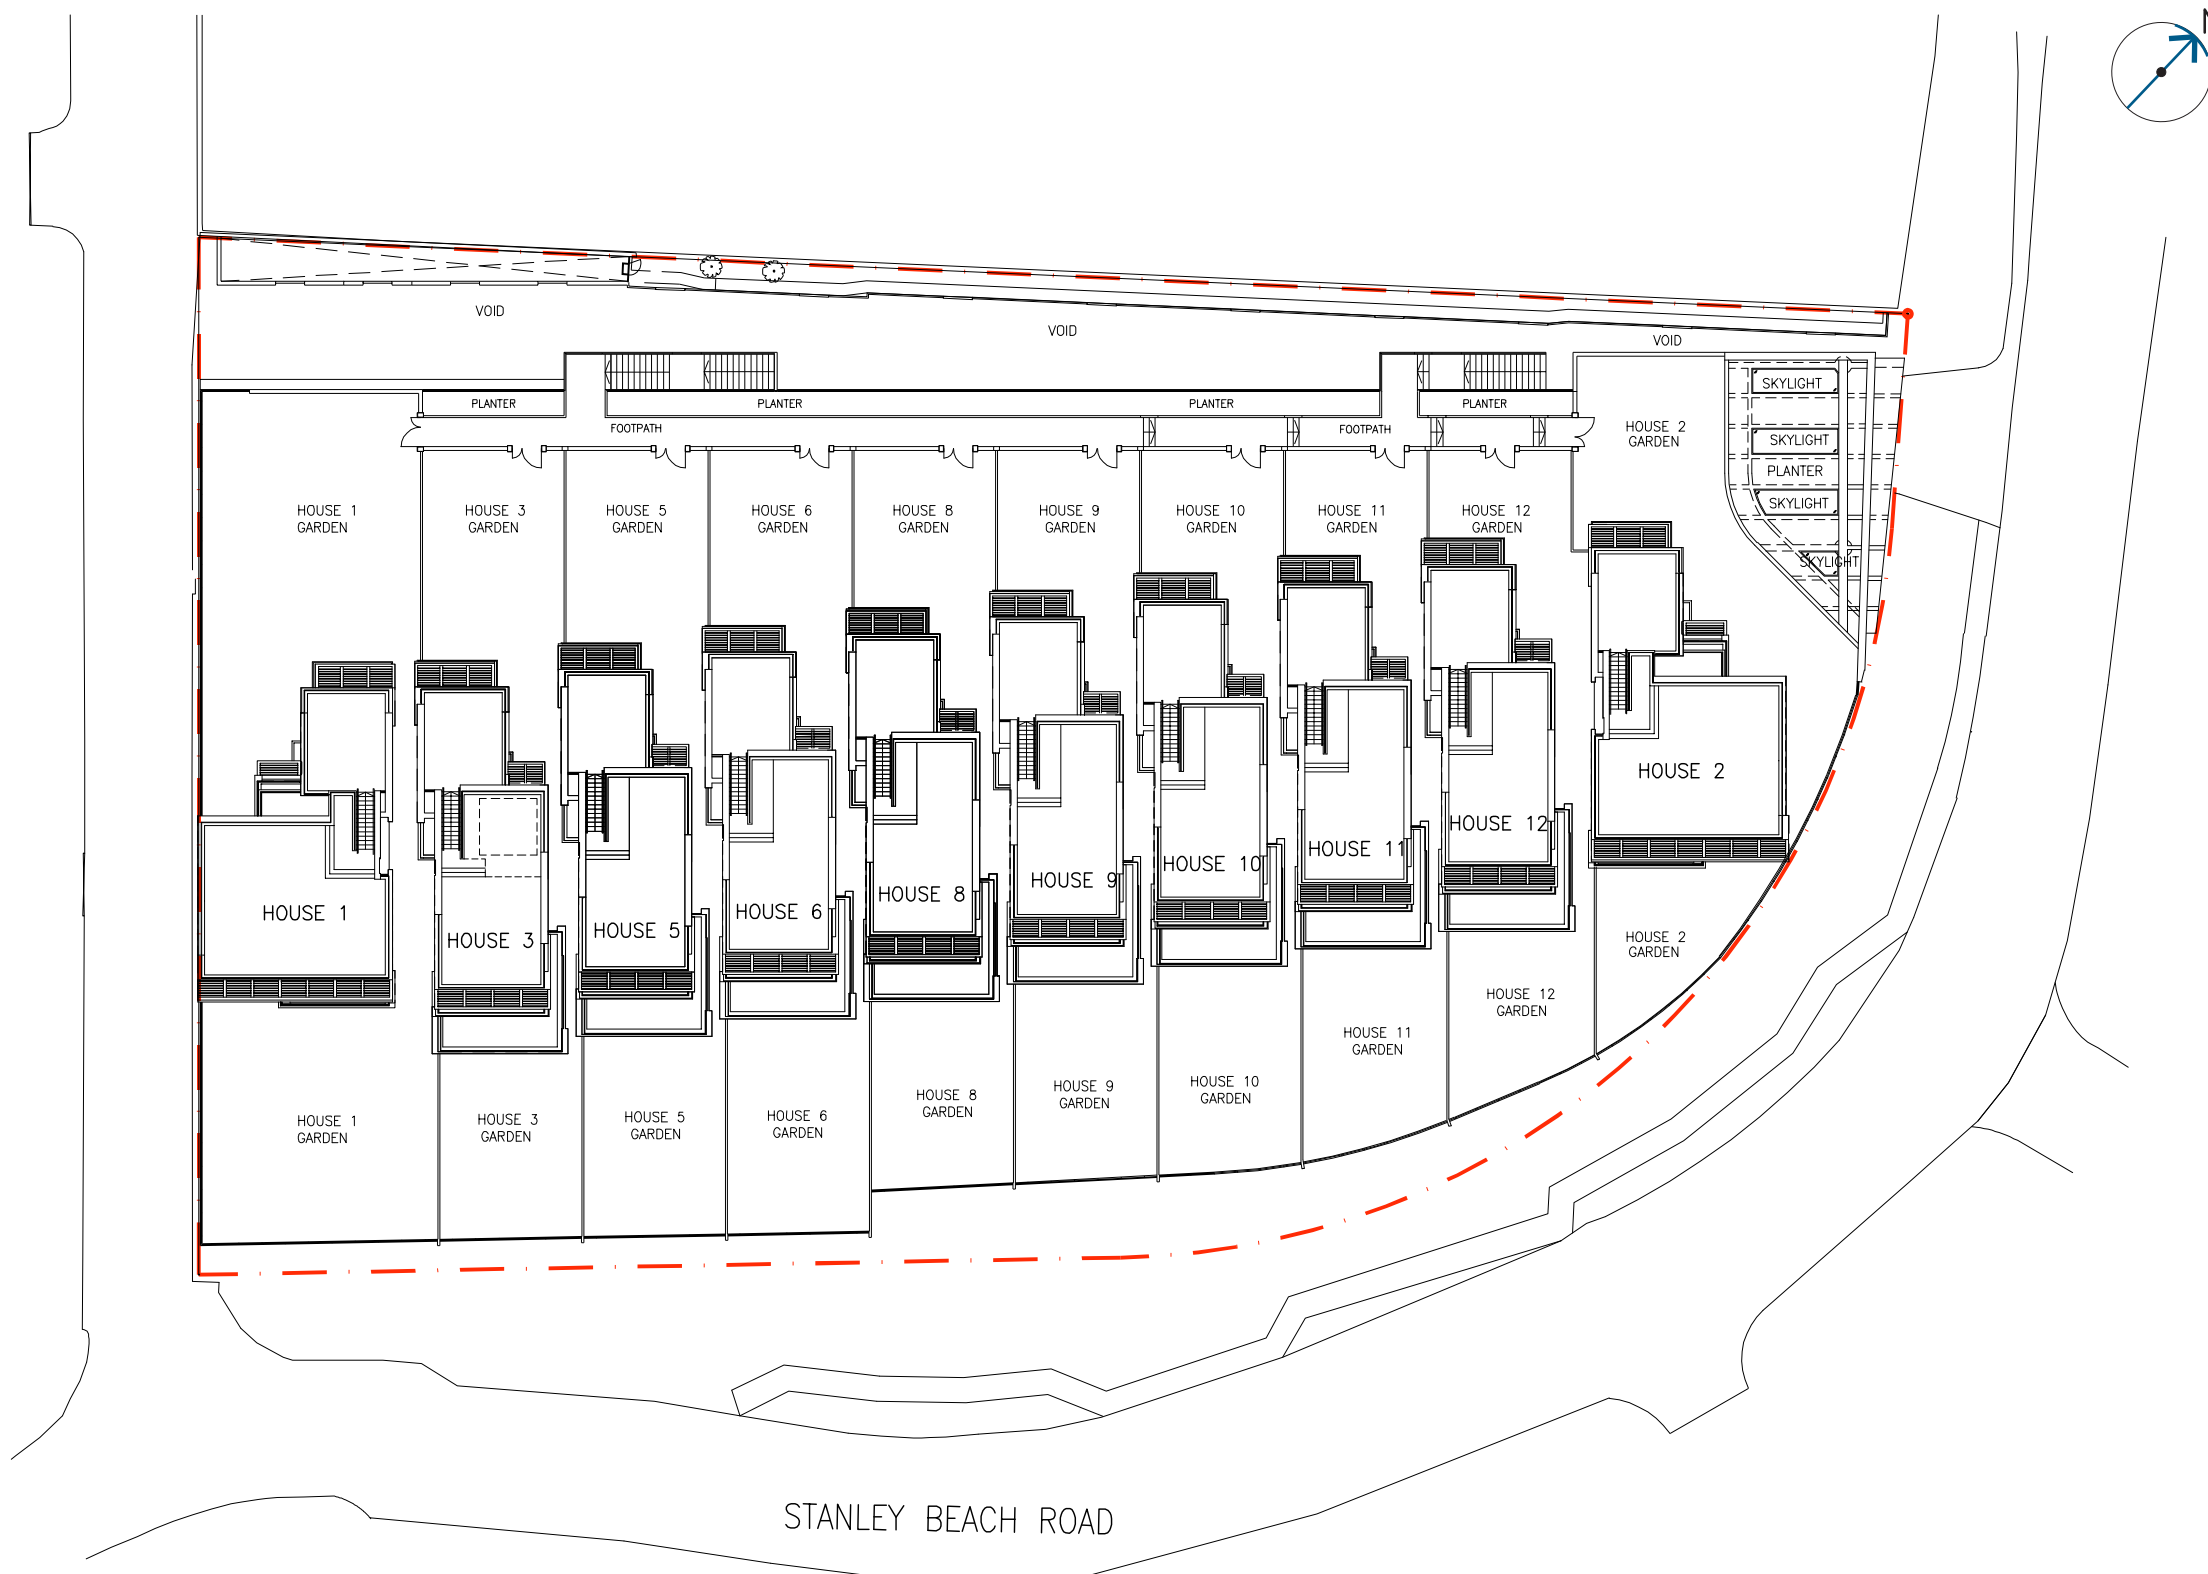 N
VOID
VOID
VOID
SKYLIGHT
PLANTER
PLANTER
PLANTER
PLANTER
FOOTPATH
FOOTPATH
HOUSE 2
GARDEN
SKYLIGHT
PLANTER
SKYLIGHT
HOUSE 1
GARDEN
HOUSE 3
GARDEN
HOUSE 5
GARDEN
HOUSE 6
GARDEN
HOUSE 8
GARDEN
HOUSE 9
GARDEN
HOUSE 10
GARDEN
HOUSE 11
GARDEN
HOUSE 12
GARDEN
SKYLIGHT
HOUSE 1
HOUSE 3
HOUSE 5
HOUSE 6
HOUSE 8
HOUSE 9
HOUSE 10
HOUSE 11
HOUSE 12
HOUSE 2
HOUSE 1
GARDEN
HOUSE 3
GARDEN
HOUSE 5
GARDEN
HOUSE 6
GARDEN
HOUSE 8
GARDEN
HOUSE 9
GARDEN
HOUSE 10
GARDEN
HOUSE 11
GARDEN
HOUSE 12
GARDEN
HOUSE 2
GARDEN
STANLEY BEACH ROAD